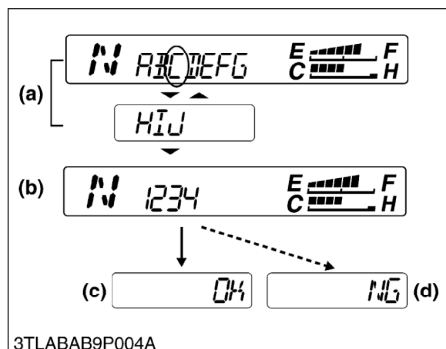 N ABCDEFG E F
C H
(a)
HIJ
(b) N 1234 E F
C H
(c) OK NG (d)
3TLABAB9P004A